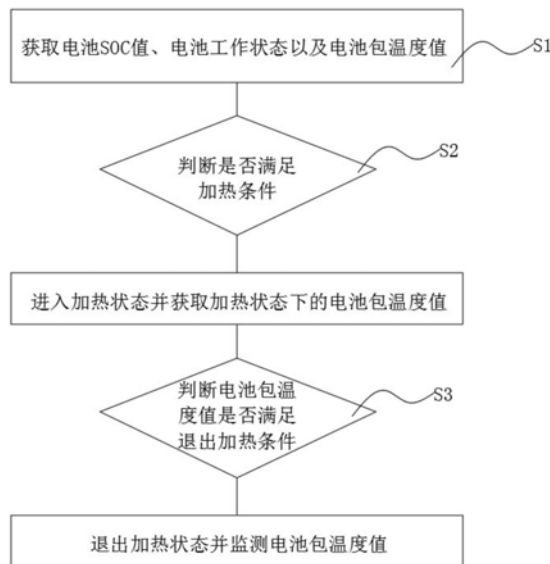 获取电池SOC值、电池工作状态以及电池包温度值
S1
S2
判断是否满足
加热条件
进入加热状态并获取加热状态下的电池包温度值
判断电池包温
度值是否满足
退出加热条件
S3
退出加热状态并监测电池包温度值